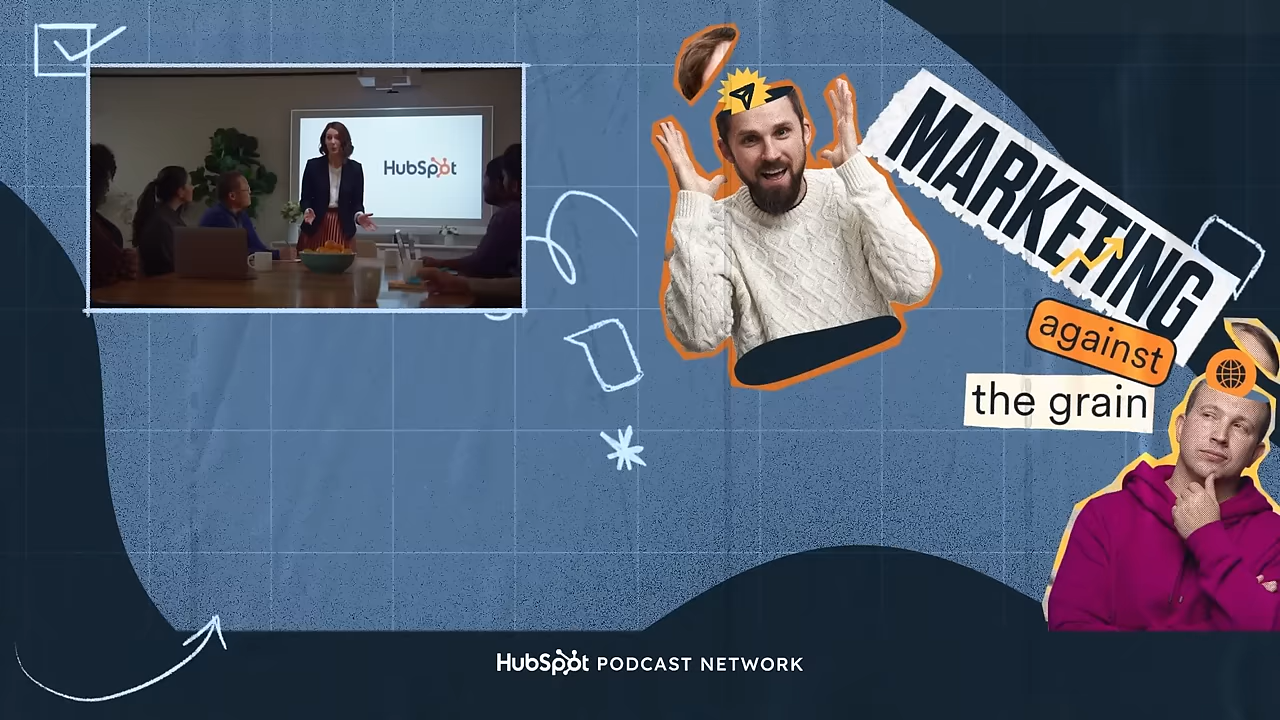 HubSpot
MARKETING
against
the grain
HubSpot PODCAST NETWORK